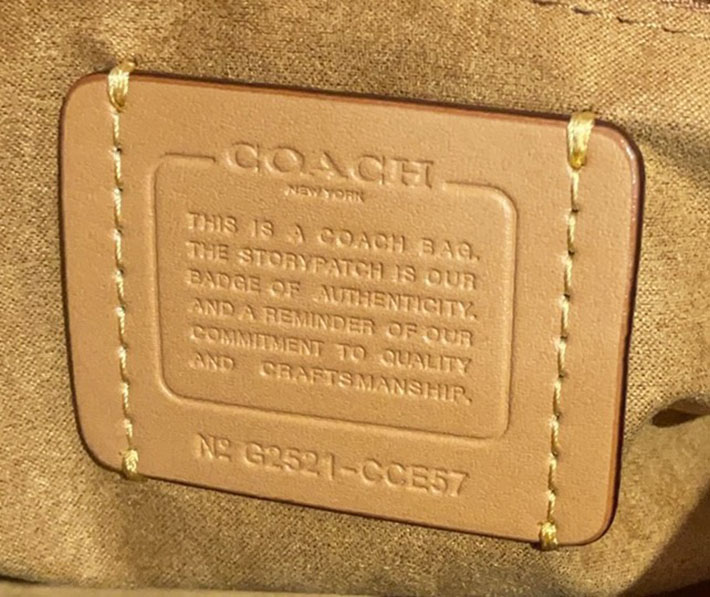 COACH
NEW YORK
THIS IS A COACH BAG.
THE STORYPATCH IS OUR
BADGE OF AUTHENTICITY.
AND A REMINDER OF OUR
COMMITMENT TO QUALITY
AND CRAFTSMANSHIP.
Nº G2521-CCE57